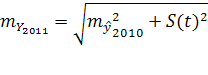 $m_{Y_{2011}} = \sqrt{m_{\hat{y}_{2010}}^{2} + S(t)^{2}}$